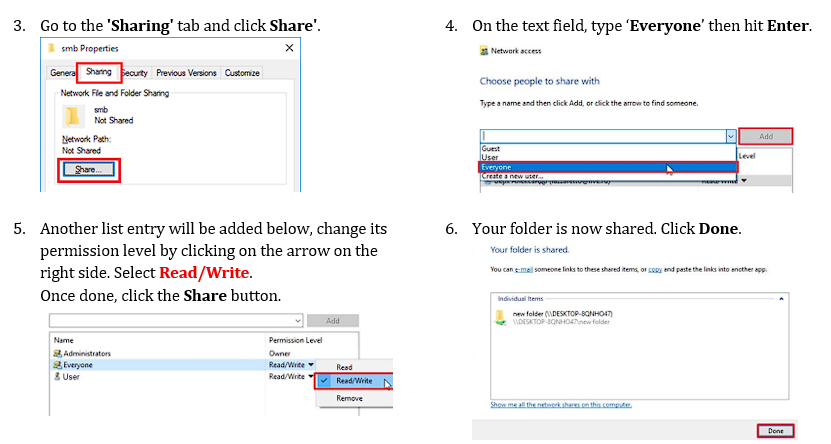 3. Go to the 'Sharing' tab and click Share'.
smb Properties
General Sharing Security Previous Versions Customize
Network File and Folder Sharing
smb
Not Shared
Network Path:
Not Shared
Share...
4. On the text field, type ‘Everyone’ then hit Enter.
Network access
Choose people to share with
Type a name and then click Add, or click the arrow to find someone.
Add
Guest
User
Level
Everyone
Create a new user...
5. Another list entry will be added below, change its
permission level by clicking on the arrow on the
right side. Select Read/Write.
Once done, click the Share button.
Add
Name Permission Level
Administrators Owner
Everyone Read/Write
User Read/Write
Read
Read/Write
Remove
6. Your folder is now shared. Click Done.
Your folder is shared.
You can e-mail someone links to these shared items, or copy and paste the links into another app.
Individual Items
new folder (\\DESKTOP-8QNHO47)
\\DESKTOP-8QNHO47\new folder
Show me all the network shares on this computer.
Done